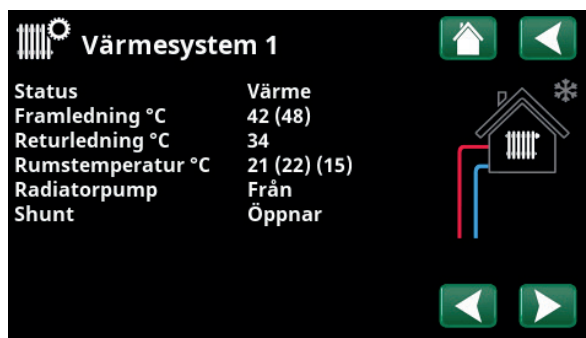 Värmesystem 1
Status Värme
Framledning °C 42 (48)
Returledning °C 34
Rumstemperatur °C 21 (22) (15)
Radiatorpump Från
Shunt Öppnar